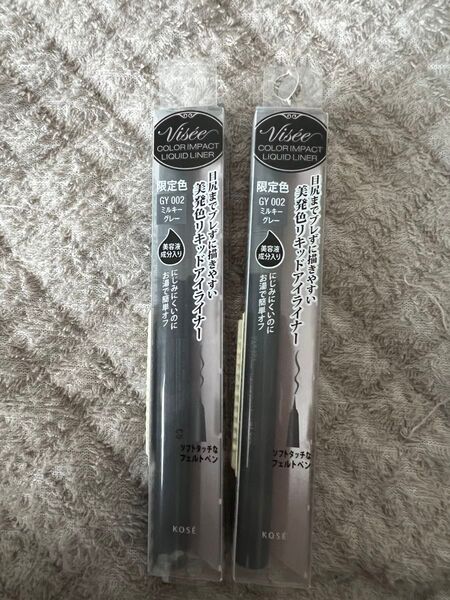 Visée
COLOR IMPACT
LIQUID LINER
限定色
GY 002
ミルキー
グレー
美容液
成分入り
目尻までブレずに描きやすい
美発色リキッドアイライナー
にじみにくいのに
お湯で簡単オフ
ソフトタッチな
フェルトペン
KOSÉ
Visée
COLOR IMPACT
LIQUID LINER
限定色
GY 002
ミルキー
グレー
美容液
成分入り
目尻までブレずに描きやすい
美発色リキッドアイライナー
にじみにくいのに
お湯で簡単オフ
ソフトタッチな
フェルトペン
KOSÉ